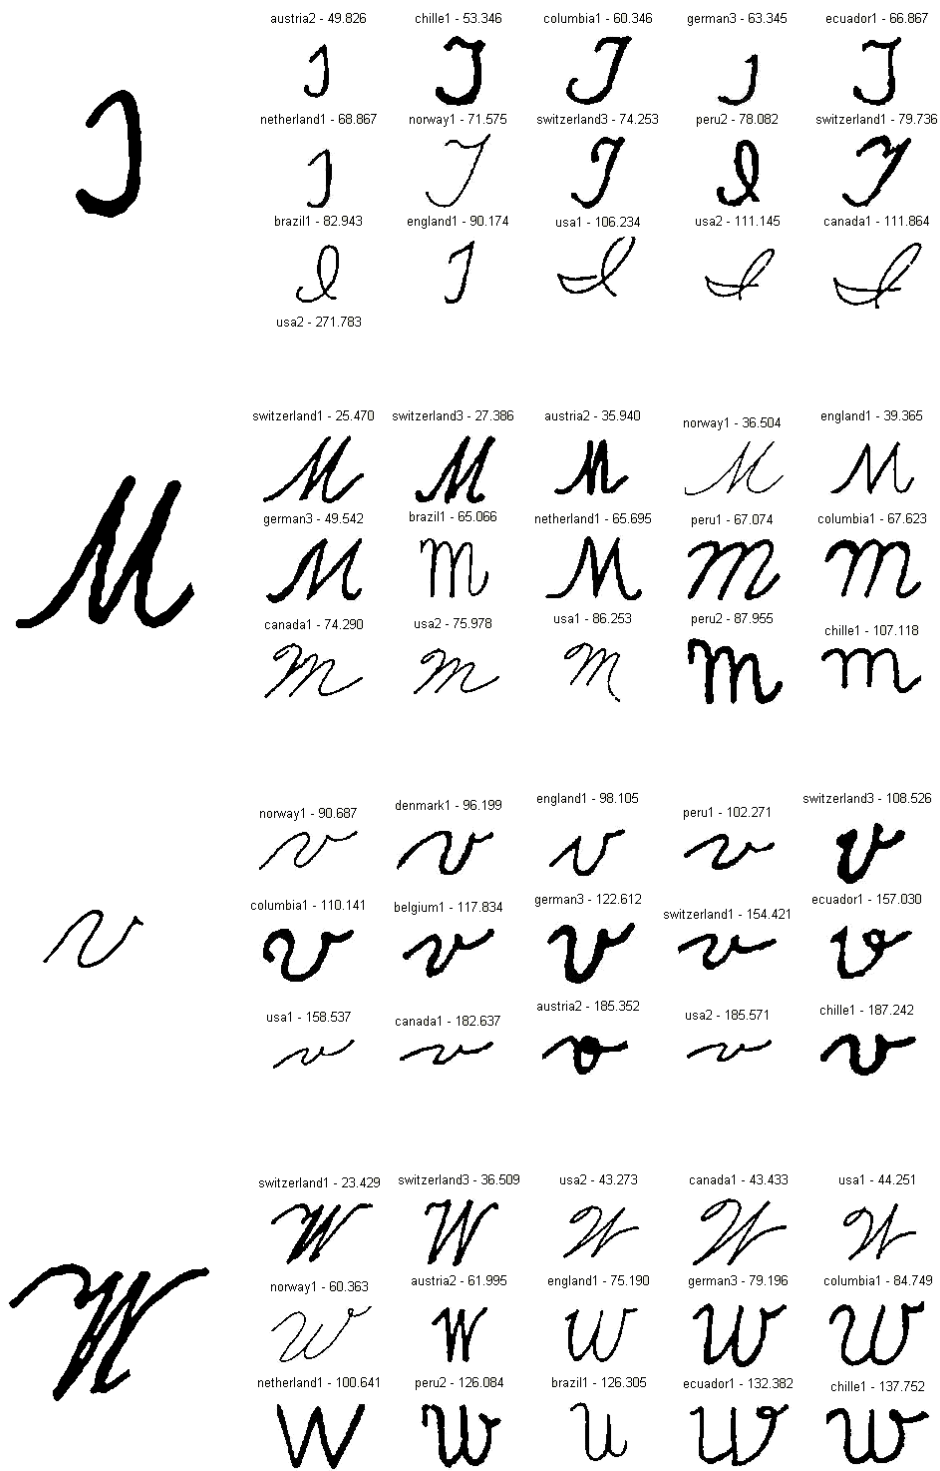 austria2 - 49.826 chille1 - 53.346 columbia1 - 60.346 german3 - 63.345 ecuador1 - 66.867
I I I I I I
netherland1 - 68.867 norway1 - 71.575 switzerland3 - 74.253 peru2 - 78.082 switzerland1 - 79.736
I I I I I
brazil1 - 82.943 england1 - 90.174 usa1 - 106.234 usa2 - 111.145 canada1 - 111.864
I I I I I
usa2 - 271.783
switzerland1 - 25.470 switzerland3 - 27.386 austria2 - 35.940 norway1 - 36.504 england1 - 39.365
M M M M M M
german3 - 49.542 brazil1 - 65.066 netherland1 - 65.695 peru1 - 67.074 columbia1 - 67.623
M M M M M
canada1 - 74.290 usa2 - 75.978 usa1 - 86.253 peru2 - 87.955 chille1 - 107.118
M M M M M
norway1 - 90.687 denmark1 - 96.199 england1 - 98.105 peru1 - 102.271 switzerland3 - 108.526
v v v v v
columbia1 - 110.141 belgium1 - 117.834 german3 - 122.612 switzerland1 - 154.421 ecuador1 - 157.030
v v v v v v
usa1 - 158.537 canada1 - 182.637 austria2 - 185.352 usa2 - 185.571 chille1 - 187.242
v v v v v
switzerland1 - 23.429 switzerland3 - 36.509 usa2 - 43.273 canada1 - 43.433 usa1 - 44.251
W W W W W
norway1 - 60.363 austria2 - 61.995 england1 - 75.190 german3 - 79.196 columbia1 - 84.749
W W W W W W
netherland1 - 100.641 peru2 - 126.084 brazil1 - 126.305 ecuador1 - 132.382 chille1 - 137.752
W W W W W